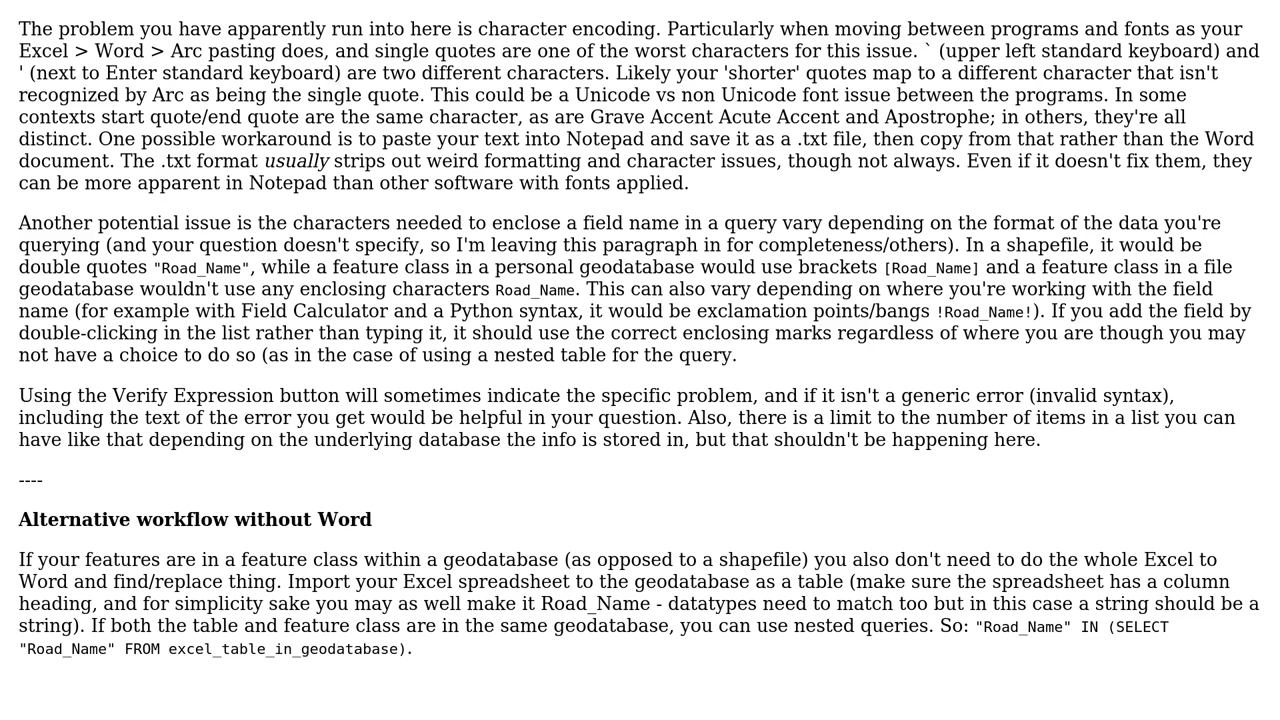 The problem you have apparently run into here is character encoding. Particularly when moving between programs and fonts as your
Excel > Word > Arc pasting does, and single quotes are one of the worst characters for this issue. ` (upper left standard keyboard) and
' (next to Enter standard keyboard) are two different characters. Likely your 'shorter' quotes map to a different character that isn't
recognized by Arc as being the single quote. This could be a Unicode vs non Unicode font issue between the programs. In some
contexts start quote/end quote are the same character, as are Grave Accent Acute Accent and Apostrophe; in others, they're all
distinct. One possible workaround is to paste your text into Notepad and save it as a .txt file, then copy from that rather than the Word
document. The .txt format usually strips out weird formatting and character issues, though not always. Even if it doesn't fix them, they
can be more apparent in Notepad than other software with fonts applied.
Another potential issue is the characters needed to enclose a field name in a query vary depending on the format of the data you're
querying (and your question doesn't specify, so I'm leaving this paragraph in for completeness/others). In a shapefile, it would be
double quotes "Road_Name", while a feature class in a personal geodatabase would use brackets [Road_Name] and a feature class in a file
geodatabase wouldn't use any enclosing characters Road_Name. This can also vary depending on where you're working with the field
name (for example with Field Calculator and a Python syntax, it would be exclamation points/bangs !Road_Name!). If you add the field by
double-clicking in the list rather than typing it, it should use the correct enclosing marks regardless of where you are though you may
not have a choice to do so (as in the case of using a nested table for the query.
Using the Verify Expression button will sometimes indicate the specific problem, and if it isn't a generic error (invalid syntax),
including the text of the error you get would be helpful in your question. Also, there is a limit to the number of items in a list you can
have like that depending on the underlying database the info is stored in, but that shouldn't be happening here.
----
Alternative workflow without Word
If your features are in a feature class within a geodatabase (as opposed to a shapefile) you also don't need to do the whole Excel to
Word and find/replace thing. Import your Excel spreadsheet to the geodatabase as a table (make sure the spreadsheet has a column
heading, and for simplicity sake you may as well make it Road_Name - datatypes need to match too but in this case a string should be a
string). If both the table and feature class are in the same geodatabase, you can use nested queries. So: "Road_Name" IN (SELECT
"Road_Name" FROM excel_table_in_geodatabase).